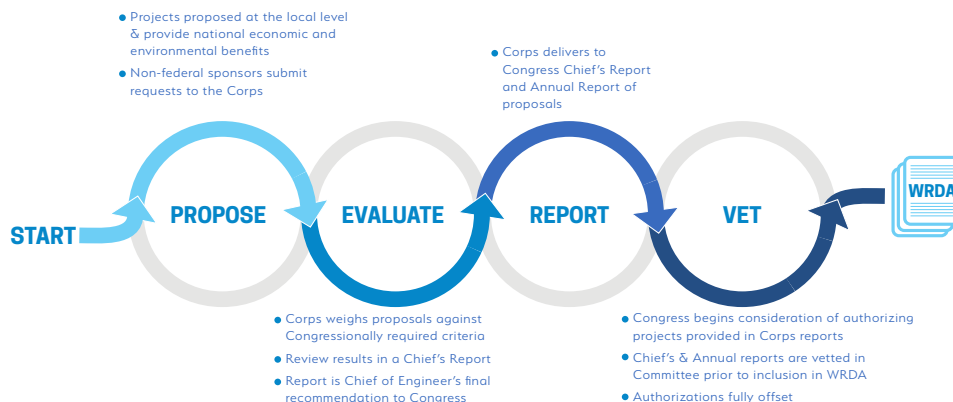 ● Projects proposed at the local level
& provide national economic and
environmental benefits
● Non-federal sponsors submit
requests to the Corps
● Corps delivers to
Congress Chief's Report
and Annual Report of
proposals
START
PROPOSE
EVALUATE
REPORT
VET
WRDA
● Corps weighs proposals against
Congressionally required criteria
● Review results in a Chief's Report
● Report is Chief of Engineer's final
recommendation to Congress
● Congress begins consideration of authorizing
projects provided in Corps reports
● Chief's & Annual reports are vetted in
Committee prior to inclusion in WRDA
● Authorizations fully offset